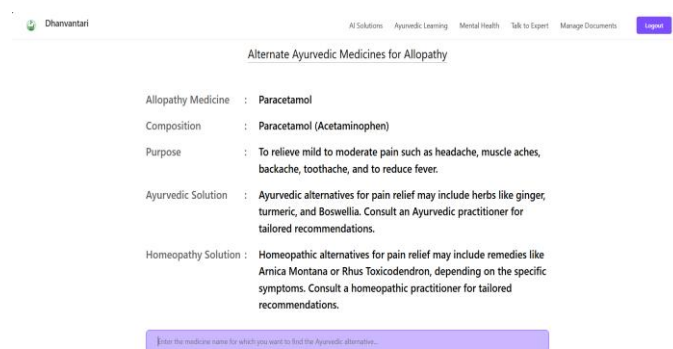 Dhanvantari
AI Solutions Ayurvedic Learning Mental Health Talk to Expert Manage Documents Logout
Alternate Ayurvedic Medicines for Allopathy
Allopathy Medicine : Paracetamol
Composition : Paracetamol (Acetaminophen)
Purpose : To relieve mild to moderate pain such as headache, muscle aches,
backache, toothache, and to reduce fever.
Ayurvedic Solution : Ayurvedic alternatives for pain relief may include herbs like ginger,
turmeric, and Boswellia. Consult an Ayurvedic practitioner for
tailored recommendations.
Homeopathy Solution : Homeopathic alternatives for pain relief may include remedies like
Arnica Montana or Rhus Toxicodendron, depending on the specific
symptoms. Consult a homeopathic practitioner for tailored
recommendations.
Enter the medicine name for which you want to find the Ayurvedic alternative...